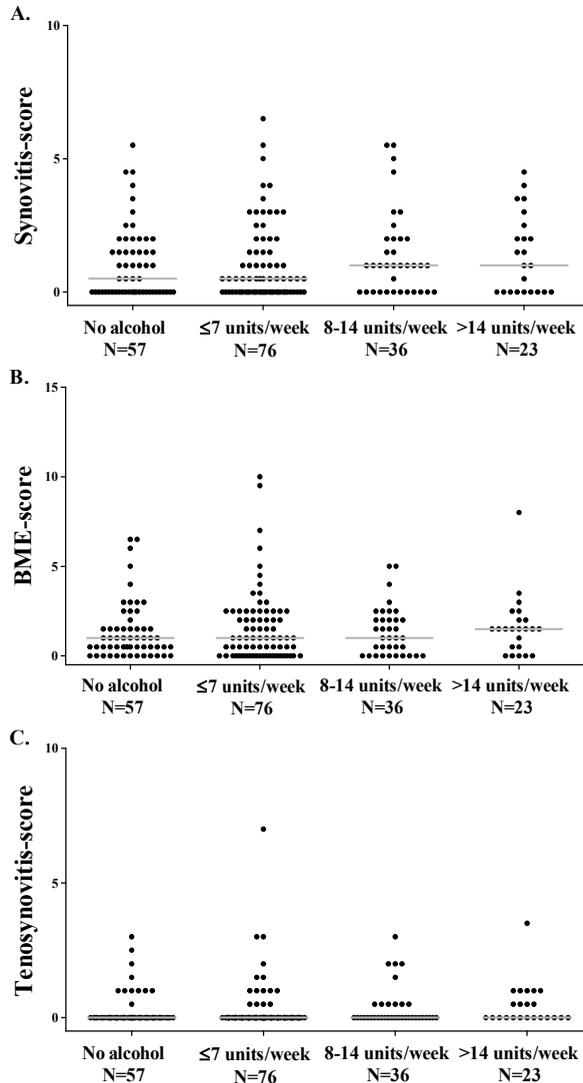 A.
10
5
0
Synovitis-score
No alcohol ≤7 units/week 8-14 units/week >14 units/week
N=57 N=76 N=36 N=23
B.
15
10
5
0
BME-score
No alcohol ≤7 units/week 8-14 units/week >14 units/week
N=57 N=76 N=36 N=23
C.
10
5
0
Tenosynovitis-score
No alcohol ≤7 units/week 8-14 units/week >14 units/week
N=57 N=76 N=36 N=23